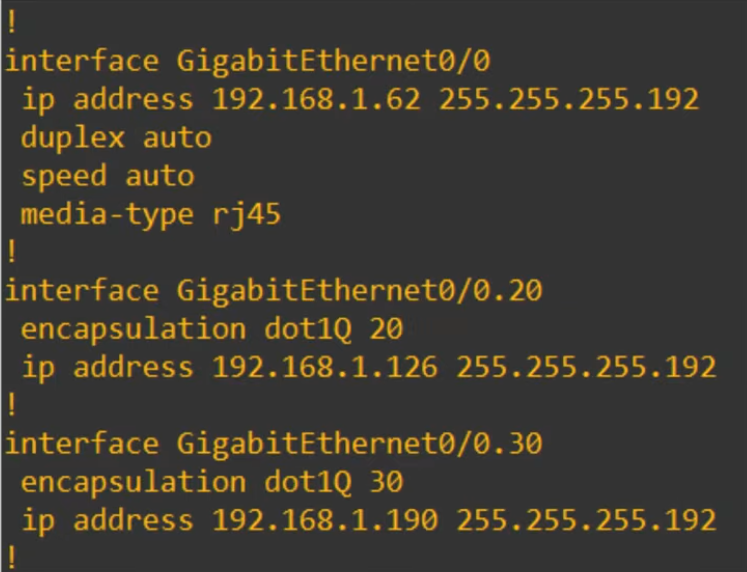 !
interface GigabitEthernet0/0
ip address 192.168.1.62 255.255.255.192
duplex auto
speed auto
media-type rj45
!
interface GigabitEthernet0/0.20
encapsulation dot1Q 20
ip address 192.168.1.126 255.255.255.192
!
interface GigabitEthernet0/0.30
encapsulation dot1Q 30
ip address 192.168.1.190 255.255.255.192
!